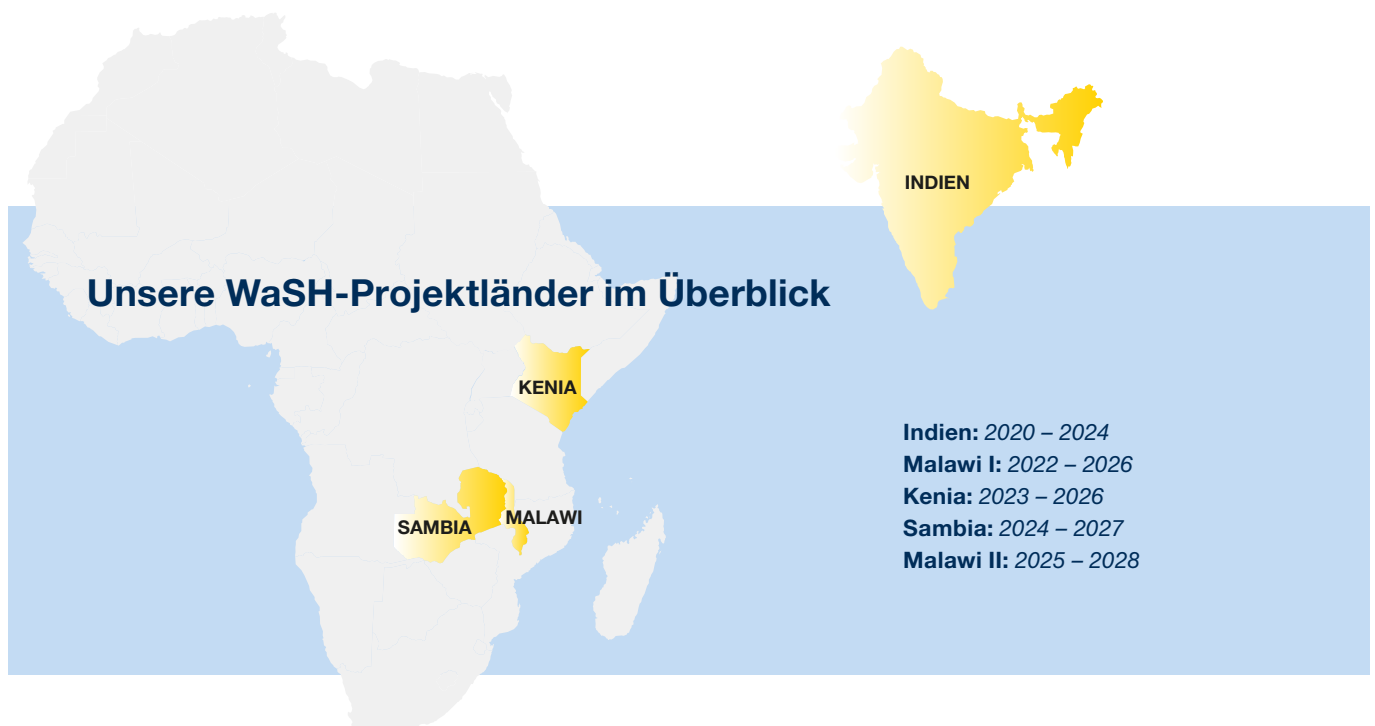 INDIEN
Unsere WaSH-Projektländer im Überblick
KENIA
SAMBIA
MALAWI
Indien: 2020 – 2024
Malawi I: 2022 – 2026
Kenia: 2023 – 2026
Sambia: 2024 – 2027
Malawi II: 2025 – 2028